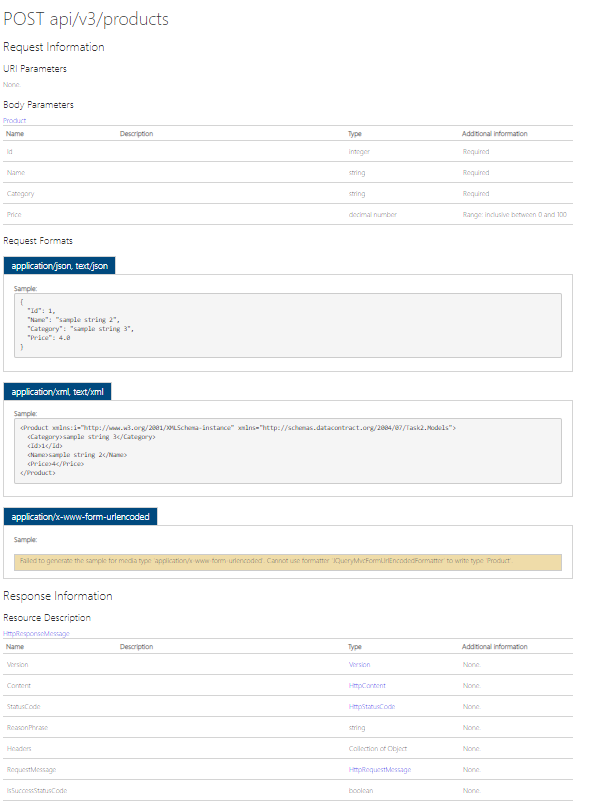 POST api/v3/products
Request Information
URI Parameters
None.
Body Parameters
Product
Name Description Type Additional information
Id integer Required
Name string Required
Category string Required
Price decimal number Range: inclusive between 0 and 100
Request Formats
application/json, text/json
Sample:
{
"Id": 1,
"Name": "sample string 2",
"Category": "sample string 3",
"Price": 4.0
}
application/xml, text/xml
Sample:
<Product xmlns:i="http://www.w3.org/2001/XMLSchema-instance" xmlns="http://schemas.datacontract.org/2004/07/Task2.Models">
<Category>sample string 3</Category>
<Id>1</Id>
<Name>sample string 2</Name>
<Price>4</Price>
</Product>
application/x-www-form-urlencoded
Sample:
Failed to generate the sample for media type 'application/x-www-form-urlencoded'. Cannot use formatter 'JQueryMvcFormUrlEncodedFormatter' to write type 'Product'.
Response Information
Resource Description
HttpResponseMessage
Name Description Type Additional information
Version Version None.
Content HttpContent None.
StatusCode HttpStatusCode None.
ReasonPhrase string None.
Headers Collection of Object None.
RequestMessage HttpRequestMessage None.
IsSuccessStatusCode boolean None.